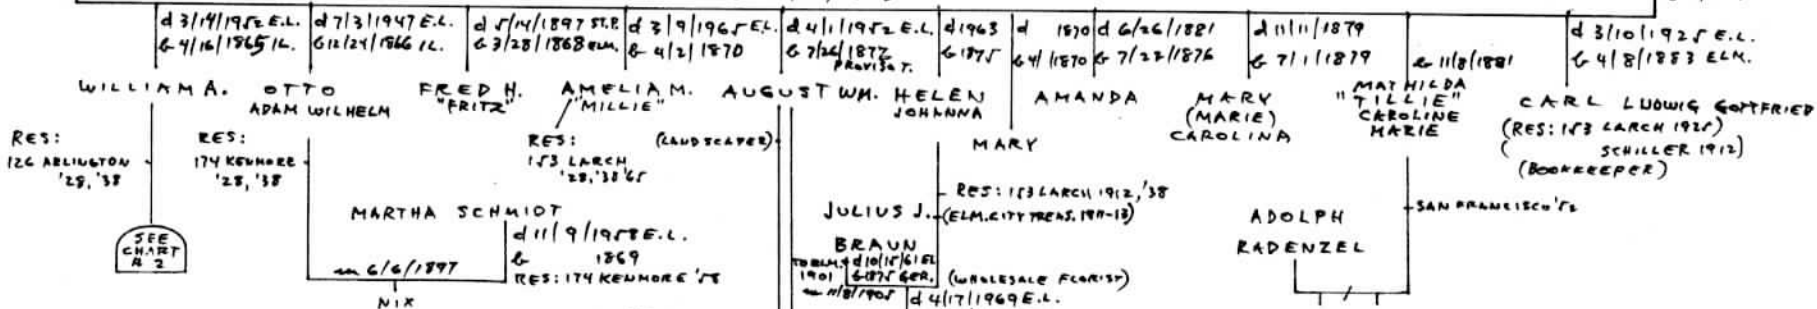 d 3/14/1952 E.L.
b 4/16/1865 IL.
WILLIAM A.
RES:
126 ARLINGTON
'28, '38
SEE
CHART
# 2
d 7/3/1947 E.L.
b 12/24/1866 IL.
OTTO
ADAM WILHELM
RES:
174 KENMORE
'28, '38
m 6/6/1897
NIX
MARTHA SCHMIDT
d 11/9/1958 E.L.
b 1869
RES: 174 KENMORE '58
d 5/14/1897 ST.P.
b 3/28/1868 ELM.
FRED H.
"FRITZ"
d 3/9/1965 E.L.
b 4/2/1870
AMELIA M.
"MILLIE"
RES:
153 LARCH
'28, '38 '65
d 4/1/1952 E.L.
b 7/26/1872
PROVISO T.
AUGUST WM.
(LANDSCAPER)
d 1963
b 1875
HELEN
JOHANNA
RES: 153 LARCH 1912, '38
(ELM. CITY TREAS. 1911-13)
JULIUS J.
BRAUN
TO ELM.
1901
d 10/15/61 EL
b 1875 GER.
(WHOLESALE FLORIST)
m 11/8/1905
d 4/17/1969 E.L.
d 1870
b 4/ 1870
MARY
d 6/26/1881
b 7/22/1876
AMANDA
d 11/11/1879
b 7/1/1879
MARY
(MARIE)
CAROLINA
b 11/8/1881
MATHILDA
"TILLIE"
CAROLINE
MARIE
SAN FRANCISCO '52
ADOLPH
RADENZEL
d 3/10/1925 E.L.
b 4/8/1883 ELM.
CARL LUDWIG GOTTFRIED
(RES: 153 LARCH 1925)
( SCHILLER 1912)
(BOOKKEEPER)